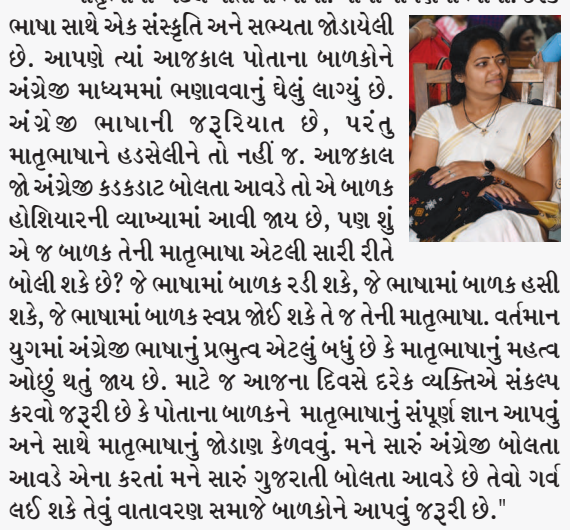 ભાષા સાથે એક સંસ્કૃતિ અને સભ્યતા જોડાયેલી
છે. આપણે ત્યાં આજકાલ પોતાના બાળકોને
અંગ્રેજી માધ્યમમાં ભણાવવાનું ઘેલું લાગ્યું છે.
અંગ્રેજી ભાષાની જરૂરિયાત છે, પરંતુ
માતૃભાષાને હડસેલીને તો નહીં જ. આજકાલ
જો અંગ્રેજી કડકડાટ બોલતા આવડે તો એ બાળક
હોશિયારની વ્યાખ્યામાં આવી જાય છે, પણ શું
એ જ બાળક તેની માતૃભાષા એટલી સારી રીતે
બોલી શકે છે? જે ભાષામાં બાળક રડી શકે, જે ભાષામાં બાળક હસી
શકે, જે ભાષામાં બાળક સ્વપ્ન જોઈ શકે તે જ તેની માતૃભાષા. વર્તમાન
યુગમાં અંગ્રેજી ભાષાનું પ્રભુત્વ એટલું બધું છે કે માતૃભાષાનું મહત્વ
ઓછું થતું જાય છે. માટે જ આજના દિવસે દરેક વ્યક્તિએ સંકલ્પ
કરવો જરૂરી છે કે પોતાના બાળકને માતૃભાષાનું સંપૂર્ણ જ્ઞાન આપવું
અને સાથે માતૃભાષાનું જોડાણ કેળવવું. મને સારું અંગ્રેજી બોલતા
આવડે એના કરતાં મને સારું ગુજરાતી બોલતા આવડે છે તેવો ગર્વ
લઈ શકે તેવું વાતાવરણ સમાજે બાળકોને આપવું જરૂરી છે."